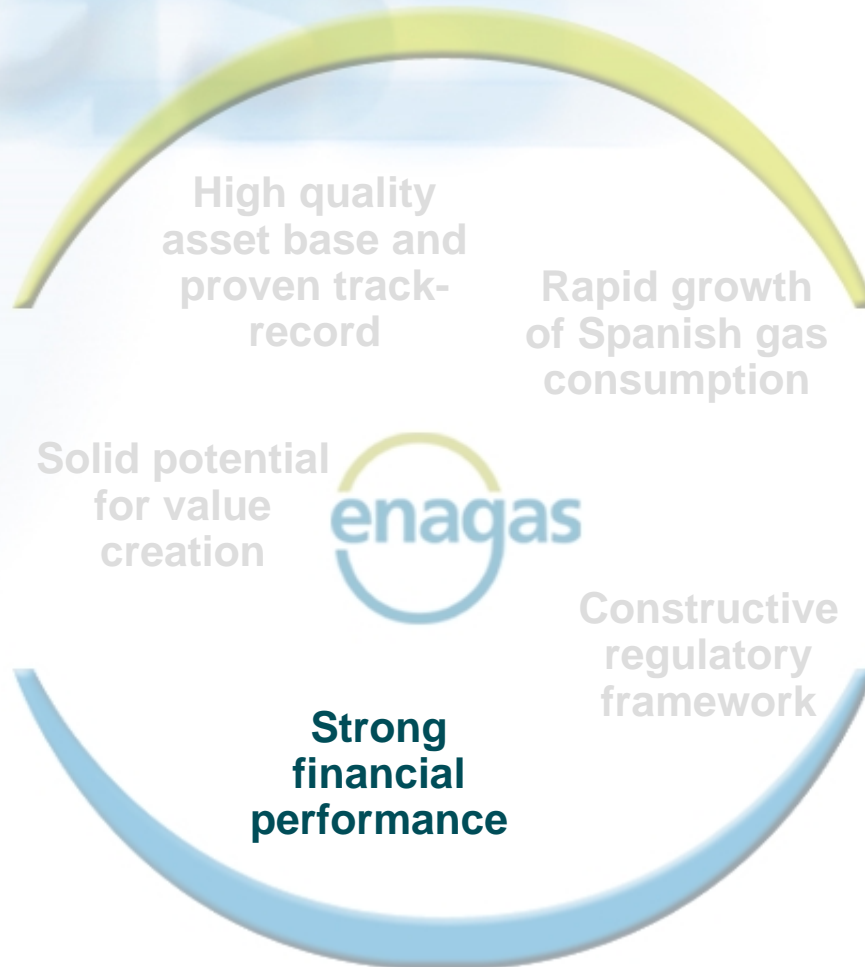 High quality
asset base and
proven track-
record
Rapid growth
of Spanish gas
consumption
Solid potential
for value
creation
enagas
Constructive
regulatory
framework
Strong
financial
performance